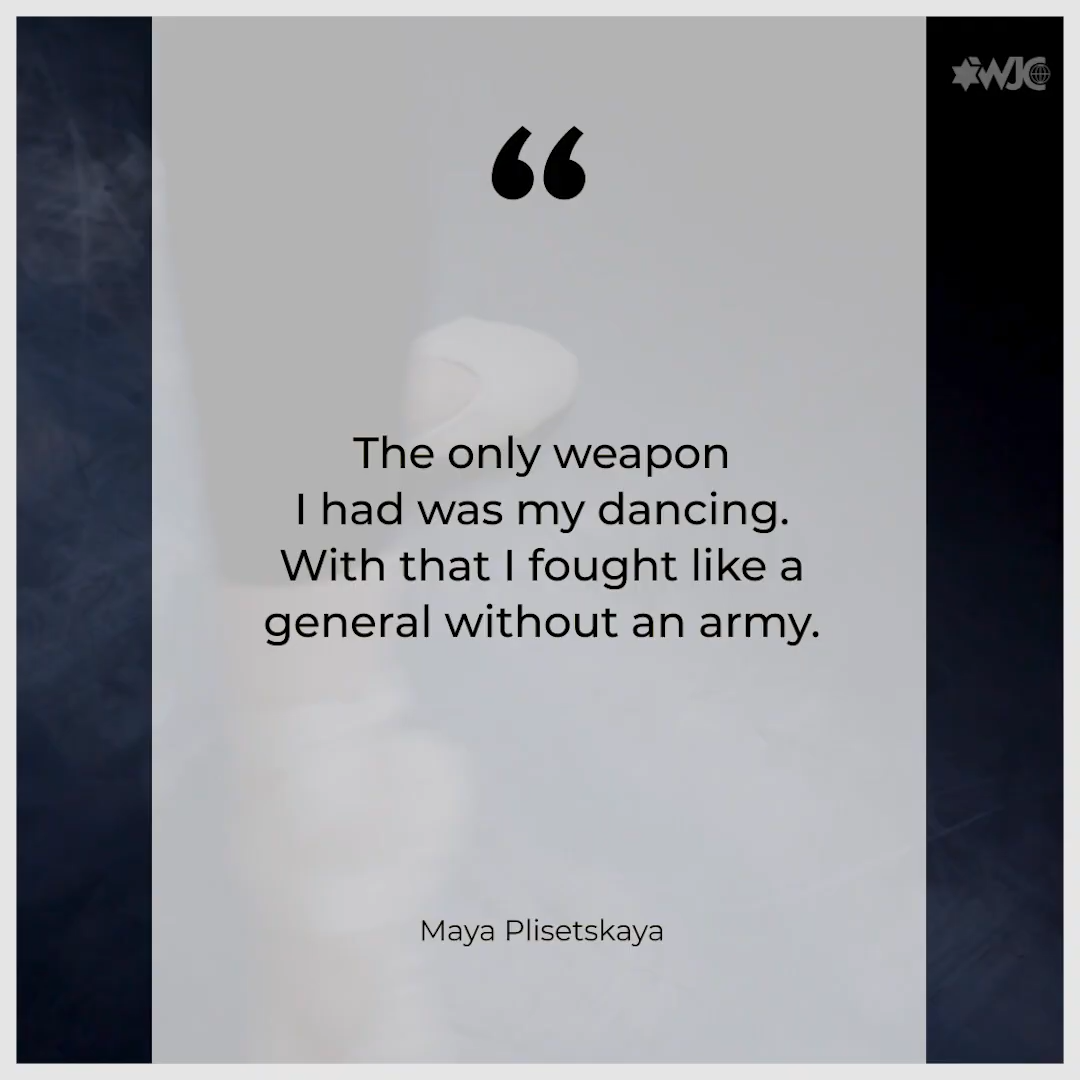 WJC
“
The only weapon
I had was my dancing.
With that I fought like a
general without an army.
Maya Plisetskaya